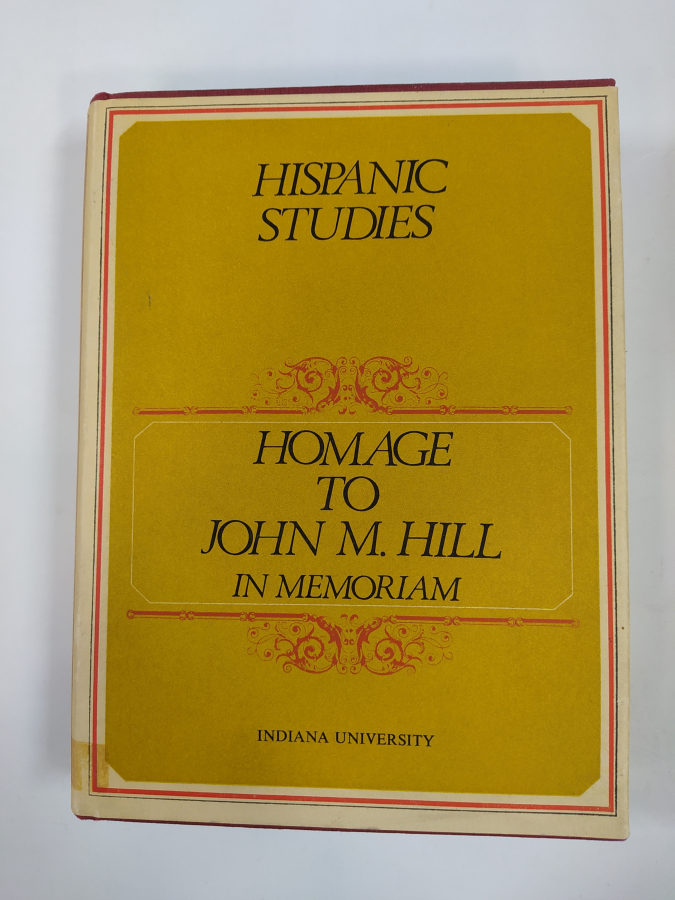 HISPANIC
STUDIES
HOMAGE
TO
JOHN M. HILL
IN MEMORIAM
INDIANA UNIVERSITY